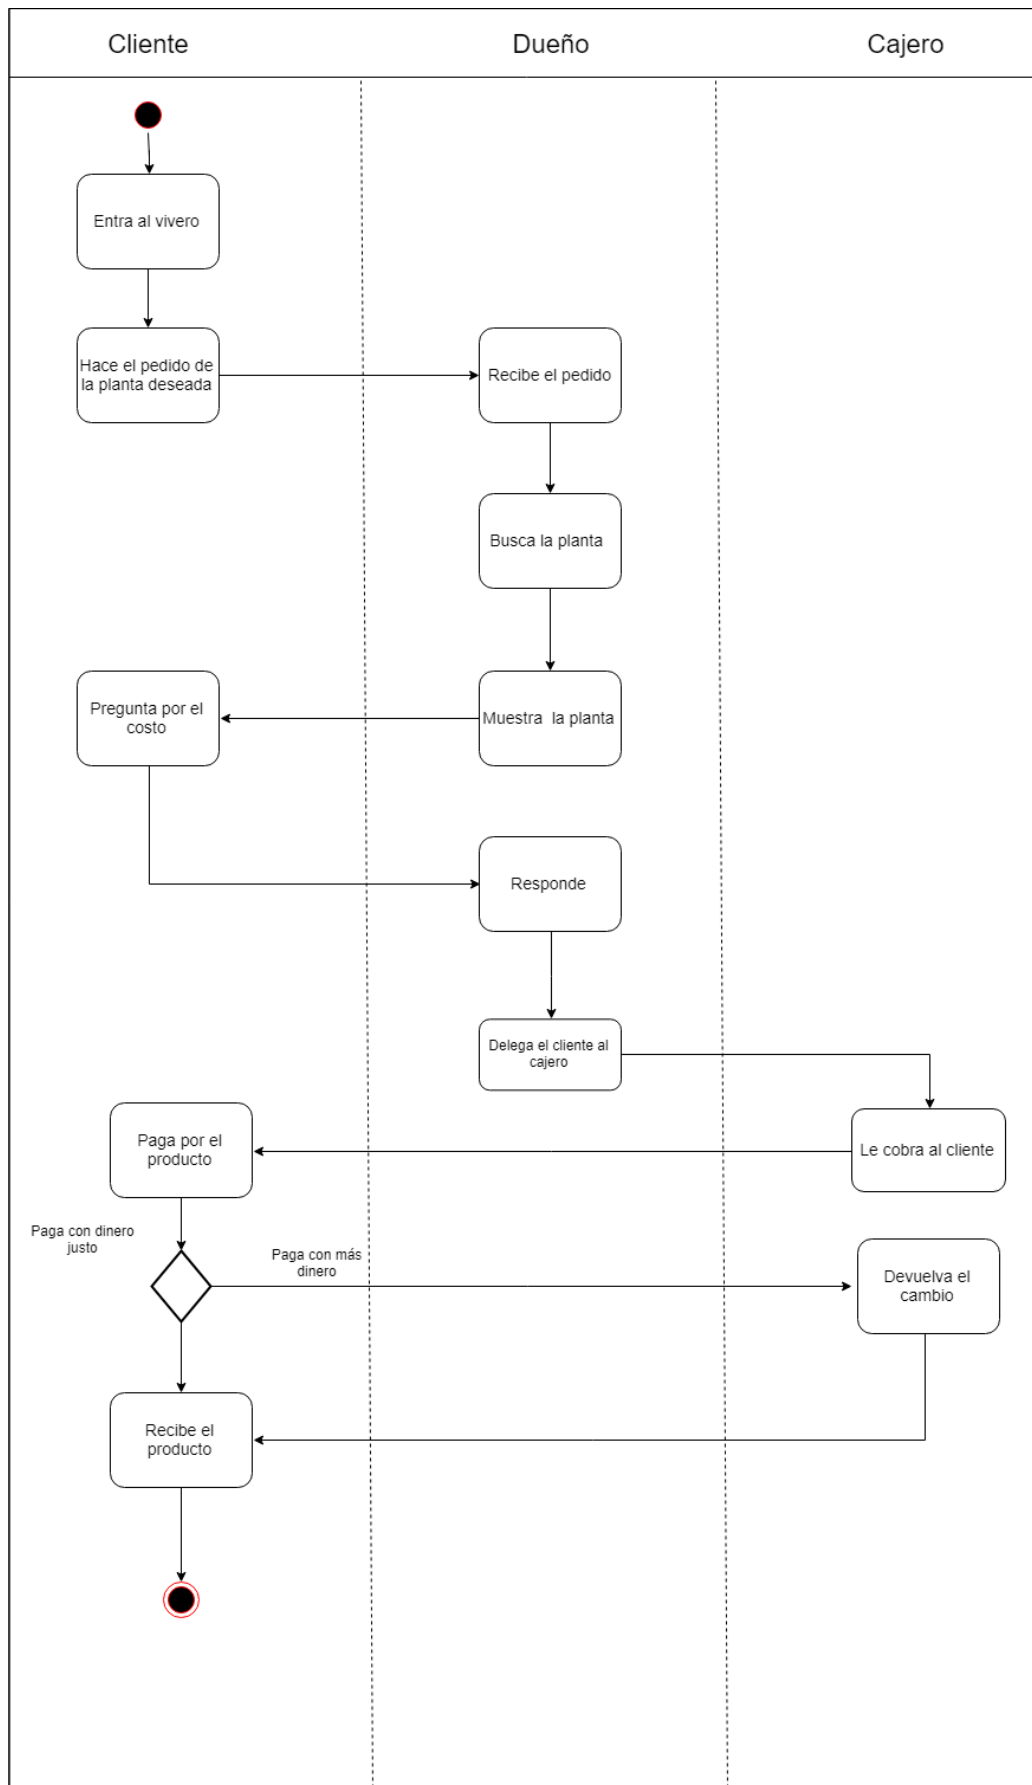 Cliente
Dueño
Cajero
Entra al vivero
Hace el pedido de
la planta deseada
Recibe el pedido
Busca la planta
Pregunta por el
costo
Muestra  la planta
Responde
Delega el cliente al
cajero
Paga por el
producto
Le cobra al cliente
Paga con dinero
justo
Paga con más
dinero
Devuelva el
cambio
Recibe el
producto